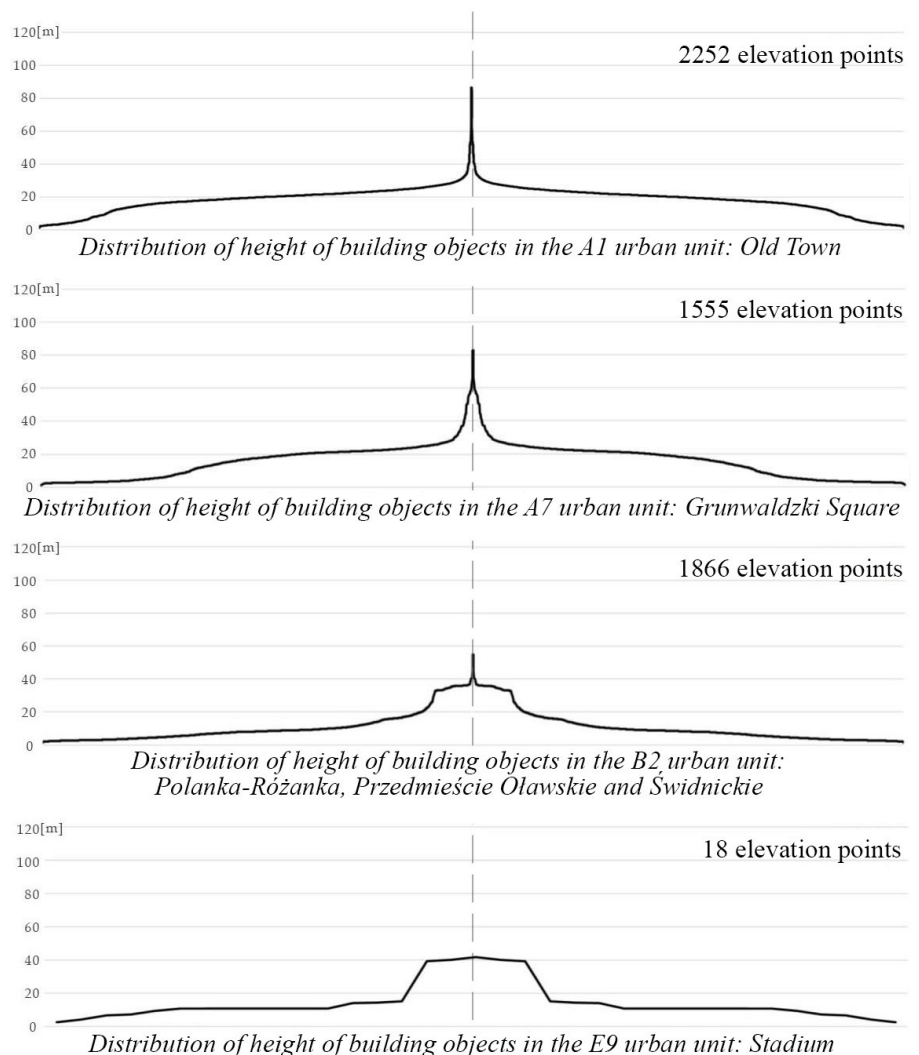 120[m]
2252 elevation points
100
80
60
40
20
0
Distribution of height of building objects in the A1 urban unit: Old Town
120[m]
1555 elevation points
100
80
60
40
20
0
Distribution of height of building objects in the A7 urban unit: Grunwaldzki Square
120[m]
1866 elevation points
100
80
60
40
20
0
Distribution of height of building objects in the B2 urban unit:
Polanka-Różanka, Przedmieście Oławskie and Świdnickie
120[m]
18 elevation points
100
80
60
40
20
0
Distribution of height of building objects in the E9 urban unit: Stadium